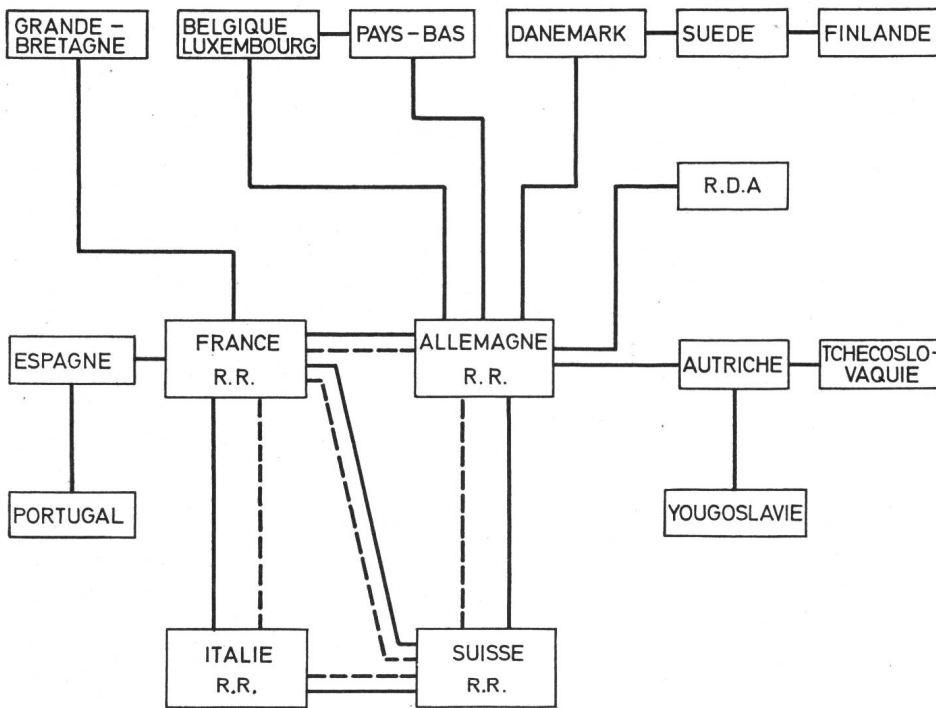 GRANDE-
BRETAGNE
BELGIQUE
LUXEMBOURG
PAYS-BAS
DANEMARK
SUEDE
FINLANDE
R.D.A
FRANCE
R.R.
ALLEMAGNE
R.R.
ESPAGNE
AUTRICHE
TCHECOSLO-
VAQUIE
PORTUGAL
YOUGOSLAVIE
ITALIE
R.R.
SUISSE
R.R.